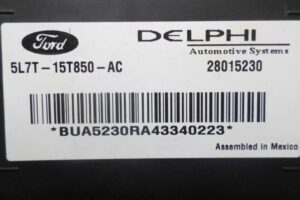 Ford DELPHI
Automotive Systems
5L7T-15T850-AC 28015230
*BUA5230RA43340223*
Assembled in Mexico